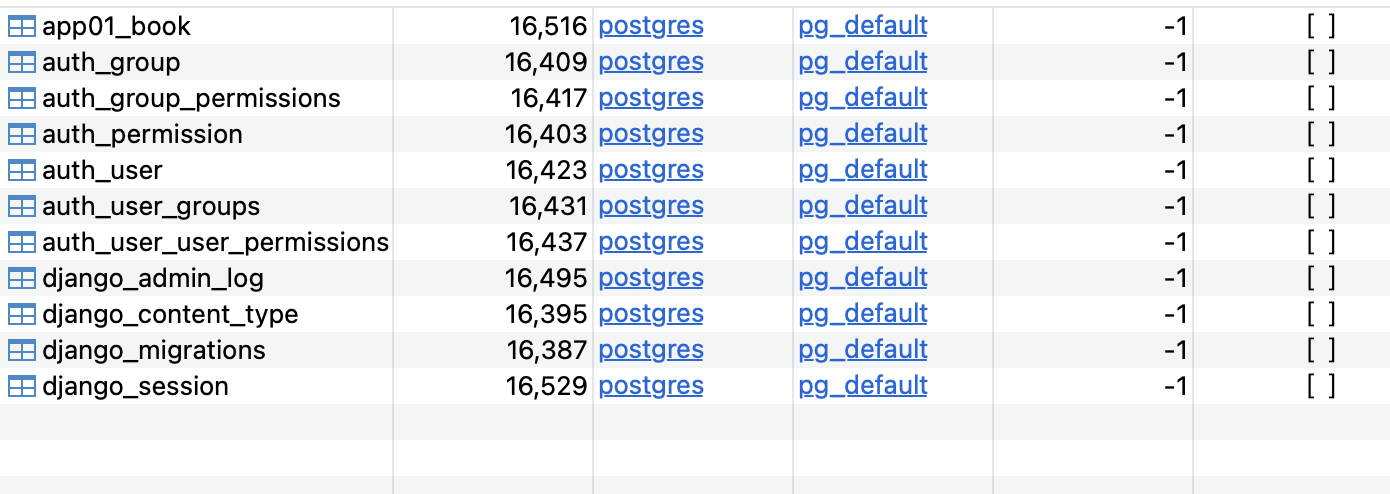 app01_book 16,516 postgres pg_default -1 [ ]
auth_group 16,409 postgres pg_default -1 [ ]
auth_group_permissions 16,417 postgres pg_default -1 [ ]
auth_permission 16,403 postgres pg_default -1 [ ]
auth_user 16,423 postgres pg_default -1 [ ]
auth_user_groups 16,431 postgres pg_default -1 [ ]
auth_user_user_permissions 16,437 postgres pg_default -1 [ ]
django_admin_log 16,495 postgres pg_default -1 [ ]
django_content_type 16,395 postgres pg_default -1 [ ]
django_migrations 16,387 postgres pg_default -1 [ ]
django_session 16,529 postgres pg_default -1 [ ]